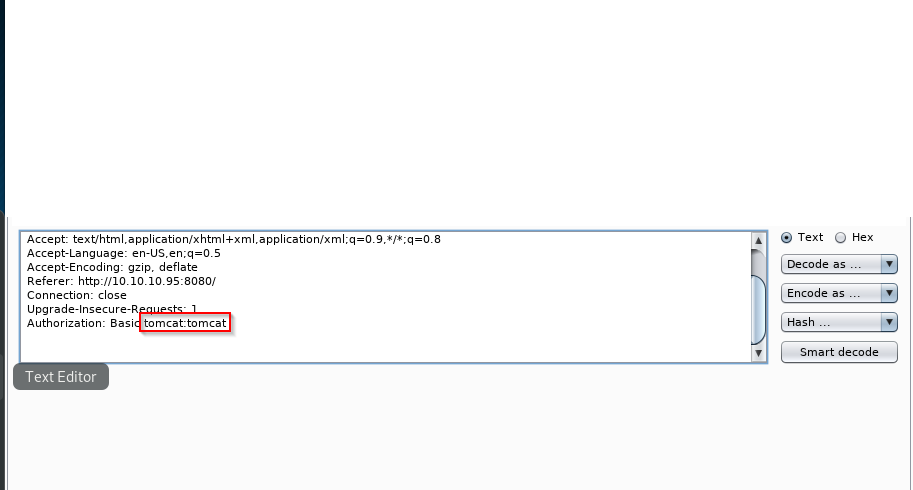 Accept: text/html,application/xhtml+xml,application/xml;q=0.9,*/*;q=0.8
Accept-Language: en-US,en;q=0.5
Accept-Encoding: gzip, deflate
Referer: http://10.10.10.95:8080/
Connection: close
Upgrade-Insecure-Requests: 1
Authorization: Basic tomcat:tomcat
Text Hex
Decode as ...
Encode as ...
Hash ...
Smart decode
Text Editor